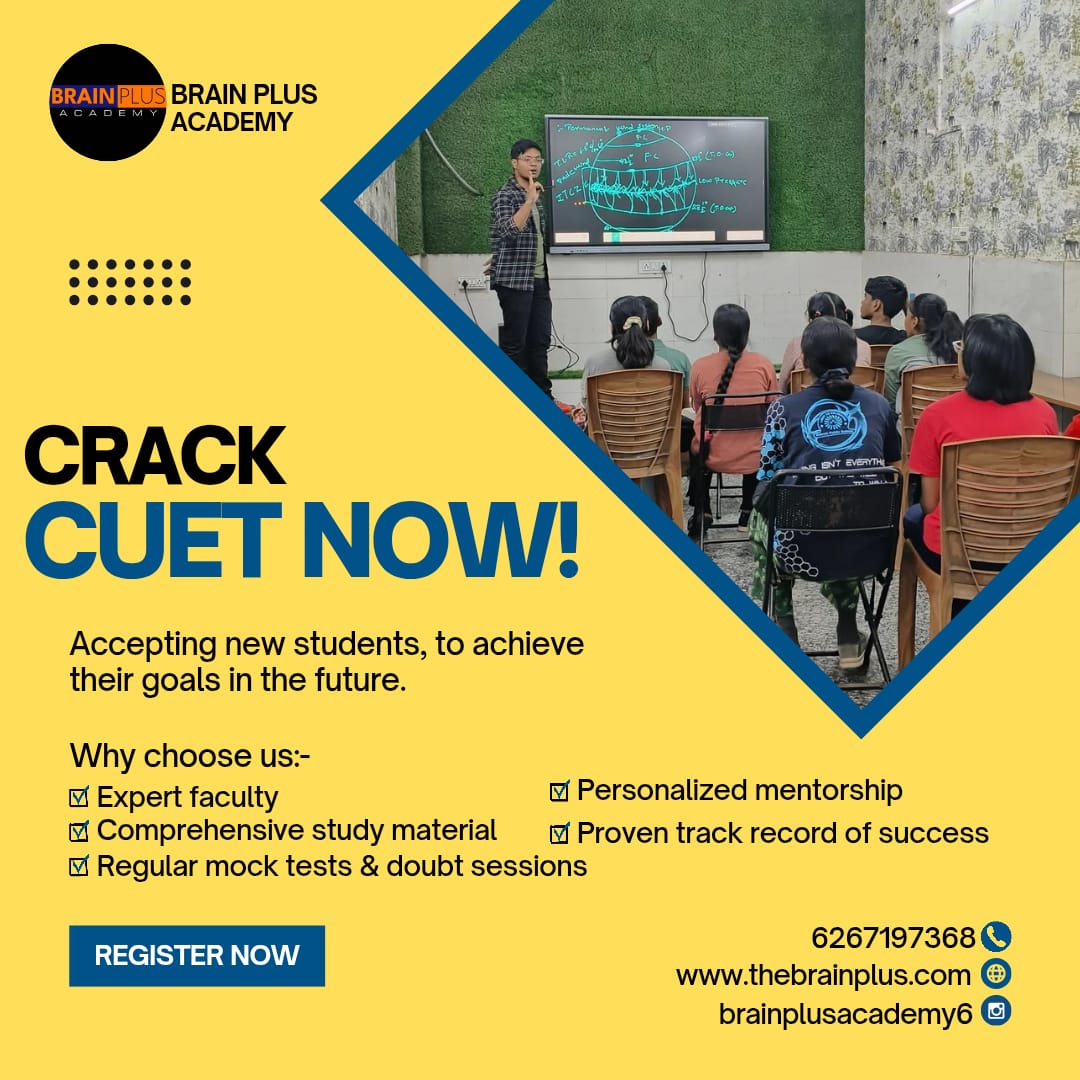 BRAIN PLUS
ACADEMY
BRAIN PLUS
ACADEMY
F.C
F.C
ITCZ
CRACK
CUET NOW!
Accepting new students, to achieve
their goals in the future.
Why choose us:-
Expert faculty
Comprehensive study material
Regular mock tests & doubt sessions
Personalized mentorship
Proven track record of success
REGISTER NOW
6267197368
www.thebrainplus.com
brainplusacademy6